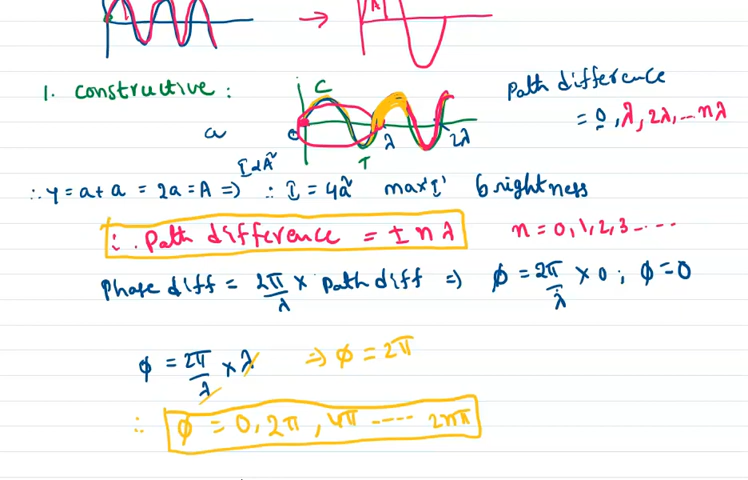 A
1. Constructive :
C
Path difference
= 0, λ, 2λ, ... nλ
a
0
λ
2λ
T
I α A²
∴ y = a + a = 2a = A => ∴ I = 4a² max 'I' brightness
∴ Path difference = ± nλ
n = 0, 1, 2, 3 - ....
Phase diff = 2π/λ × Path diff => φ = 2π/λ × 0 ; φ = 0
φ = 2π/λ × λ => φ = 2π
∴ φ = 0, 2π, 4π ---- 2nπ